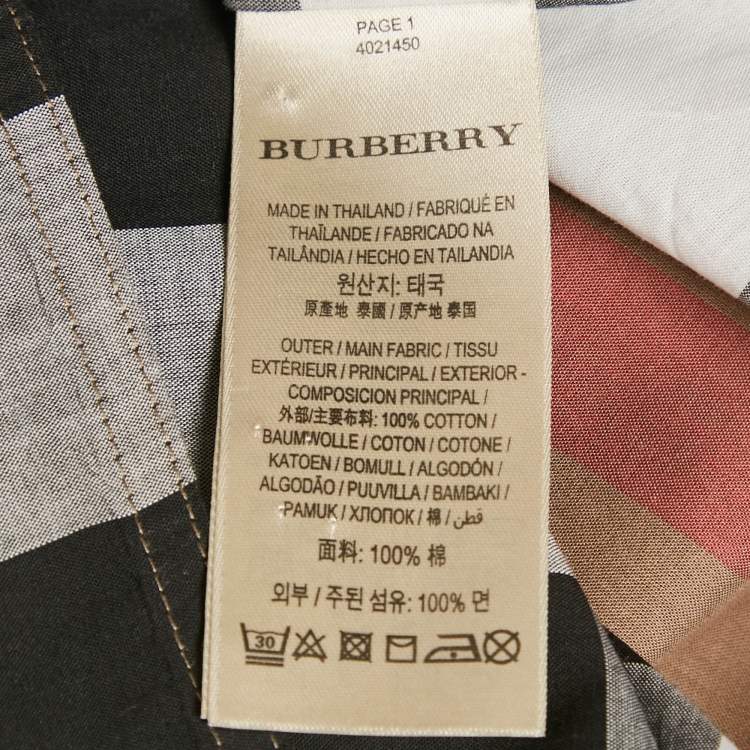 PAGE 1
4021450
BURBERRY
MADE IN THAILAND / FABRIQUÉ EN
THAÏLANDE / FABRICADO NA
TAILÂNDIA / HECHO EN TAILANDIA
원산지: 태국
原產地 泰國 / 原产地 泰国
OUTER / MAIN FABRIC / TISSU
EXTÉRIEUR / PRINCIPAL / EXTERIOR -
COMPOSICION PRINCIPAL /
外部/主要布料: 100% COTTON /
BAUMWOLLE / COTON / COTONE /
KATOEN / BOMULL / ALGODÓN /
ALGODÃO / PUUVILLA / BAMBAKI /
PAMUK / ХЛОПОК / 棉 / قطن
面料: 100% 棉
외부 / 주된 섬유: 100% 면
30